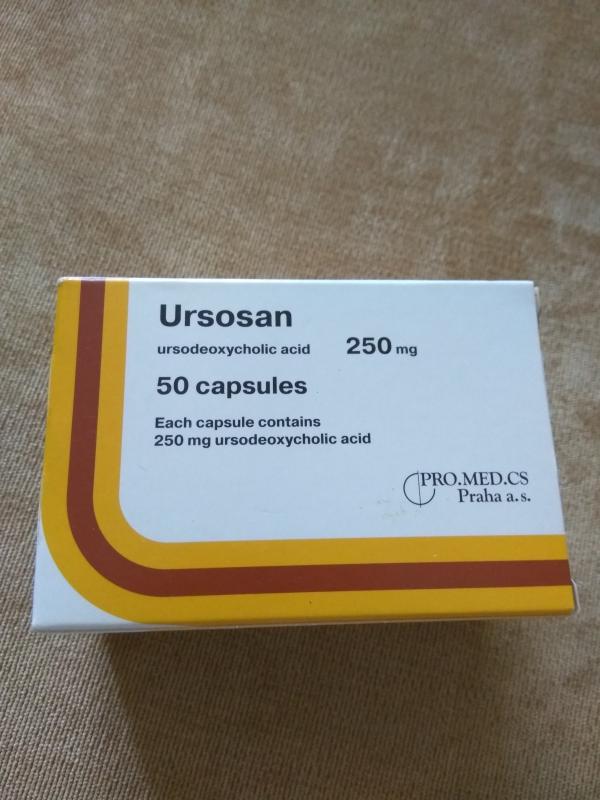 Ursosan
ursodeoxycholic acid 250 mg
50 capsules
Each capsule contains
250 mg ursodeoxycholic acid
PRO.MED.CS
Praha a.s.